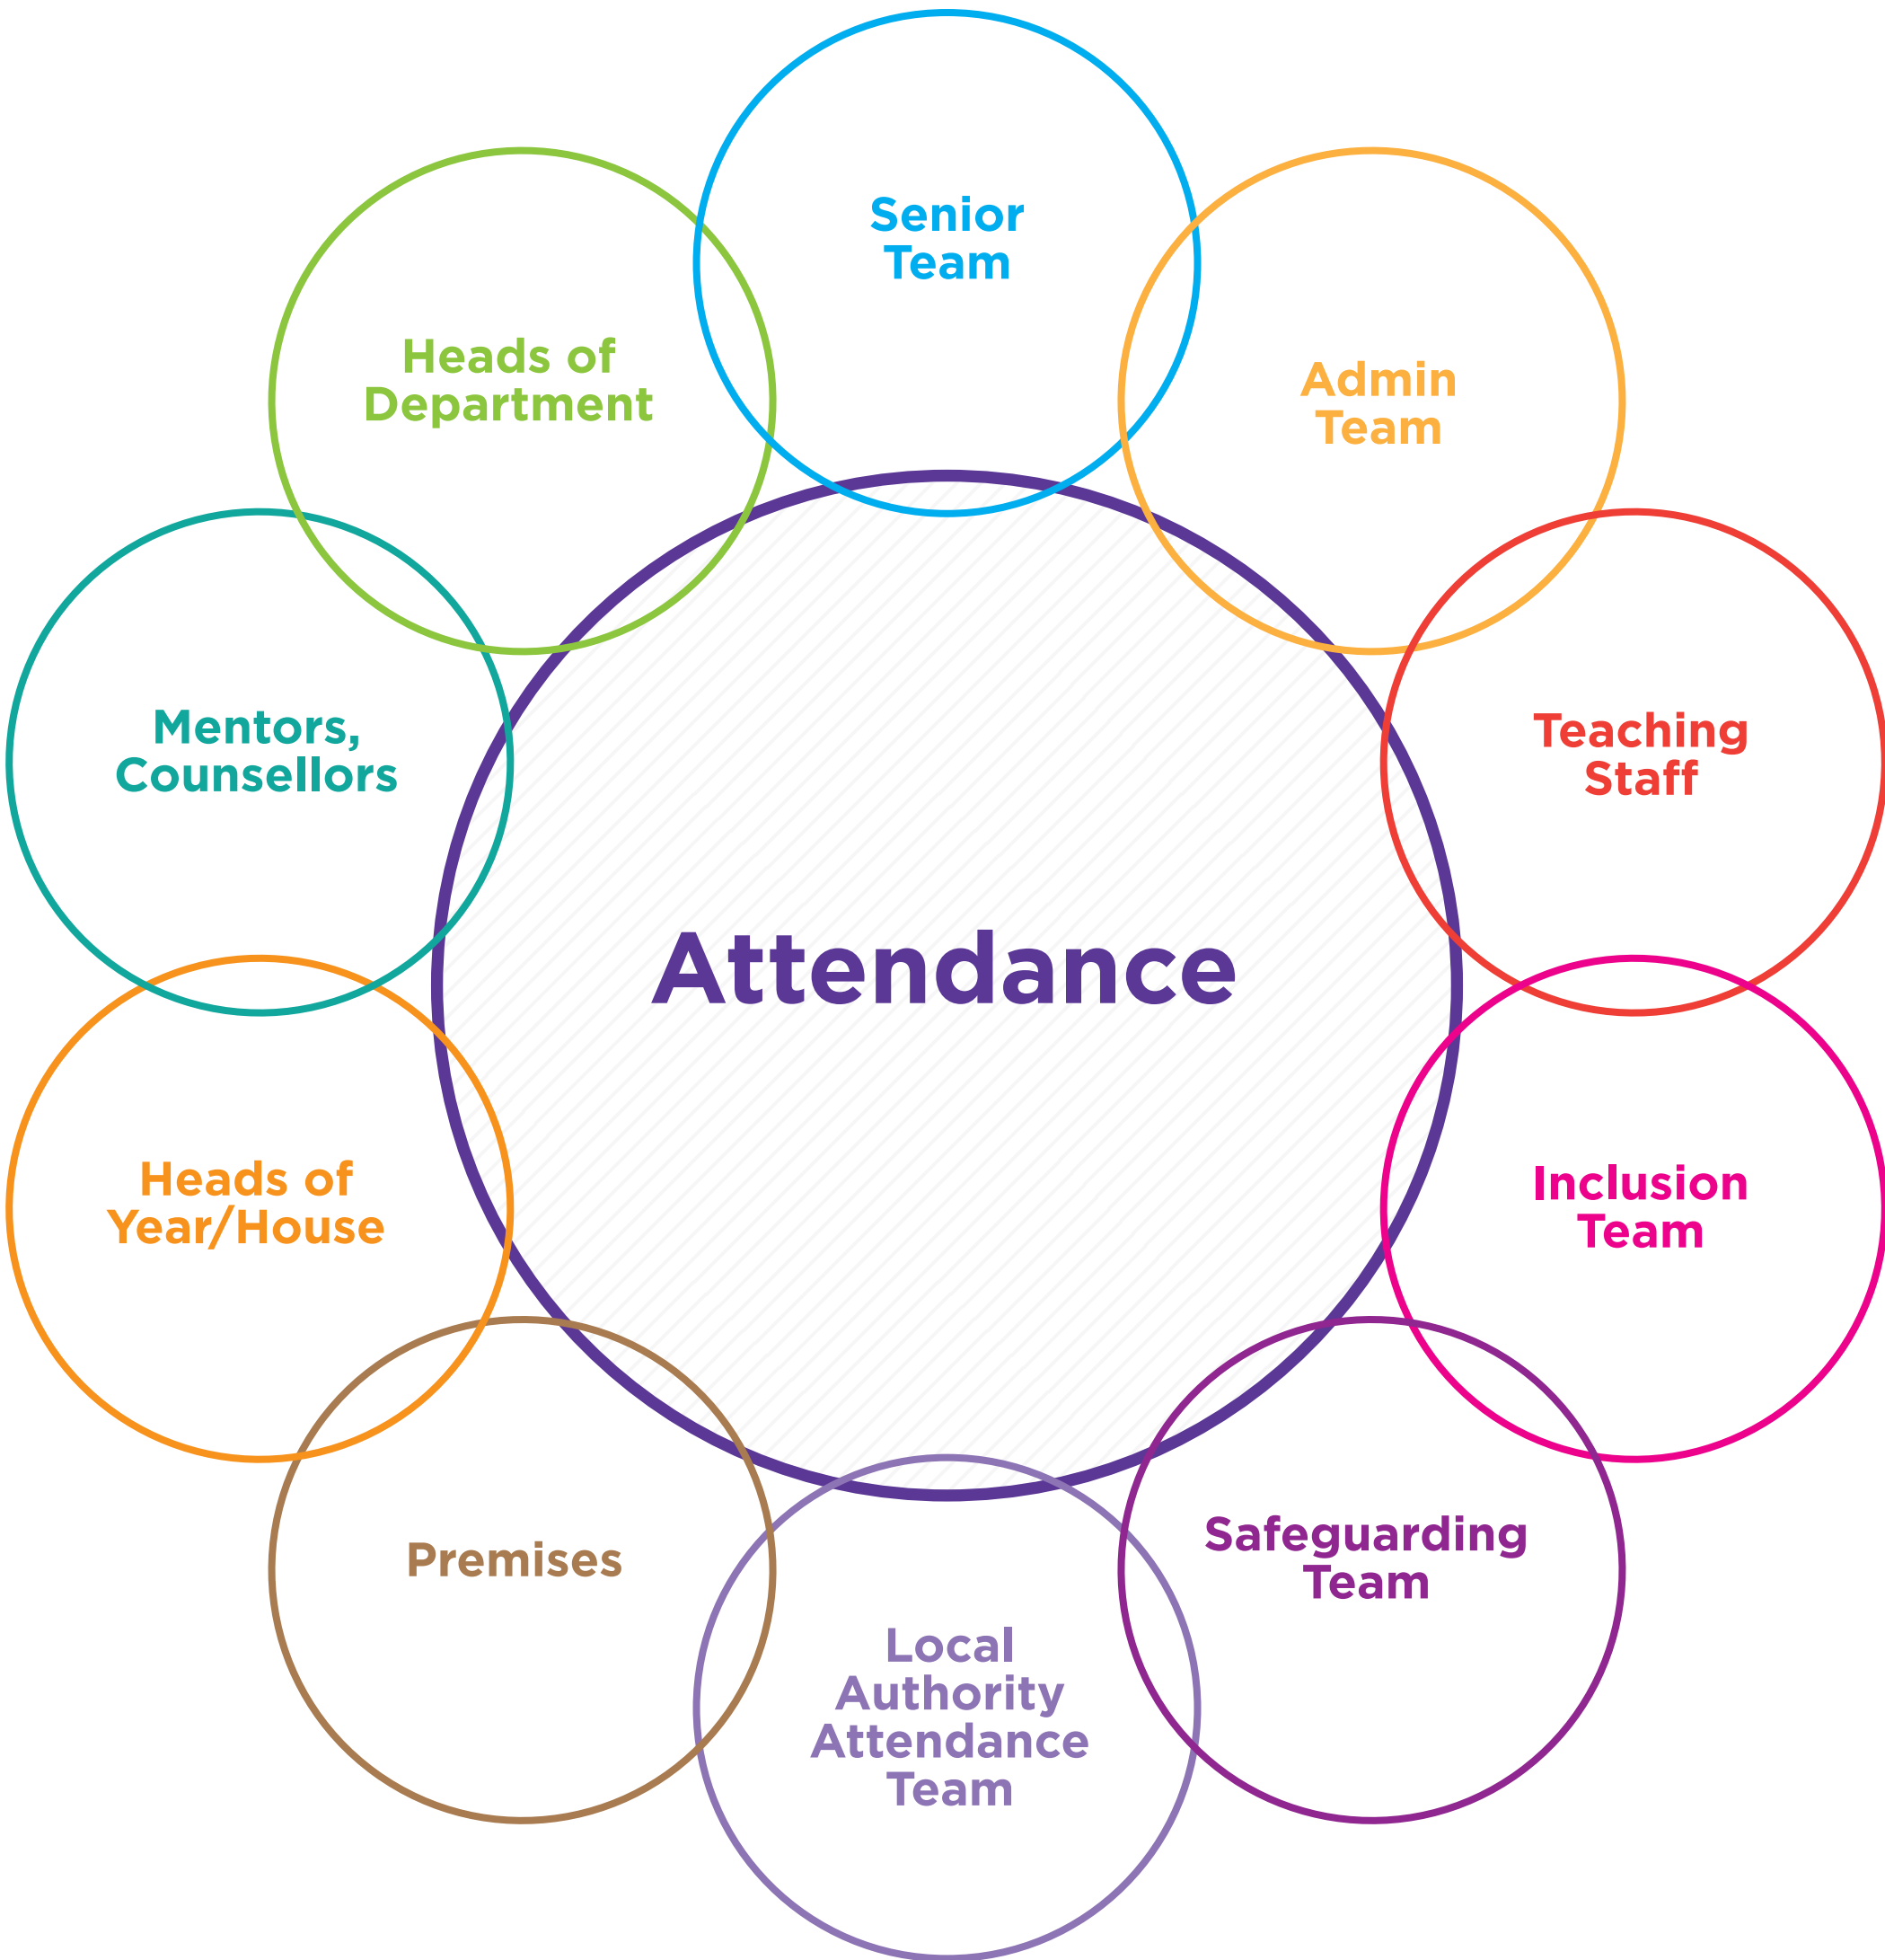 Senior
Team
Heads of
Department
Admin
Team
Mentors,
Counsellors
Teaching
Staff
Attendance
Heads of
Year/House
Inclusion
Team
Premises
Safeguarding
Team
Local
Authority
Attendance
Team